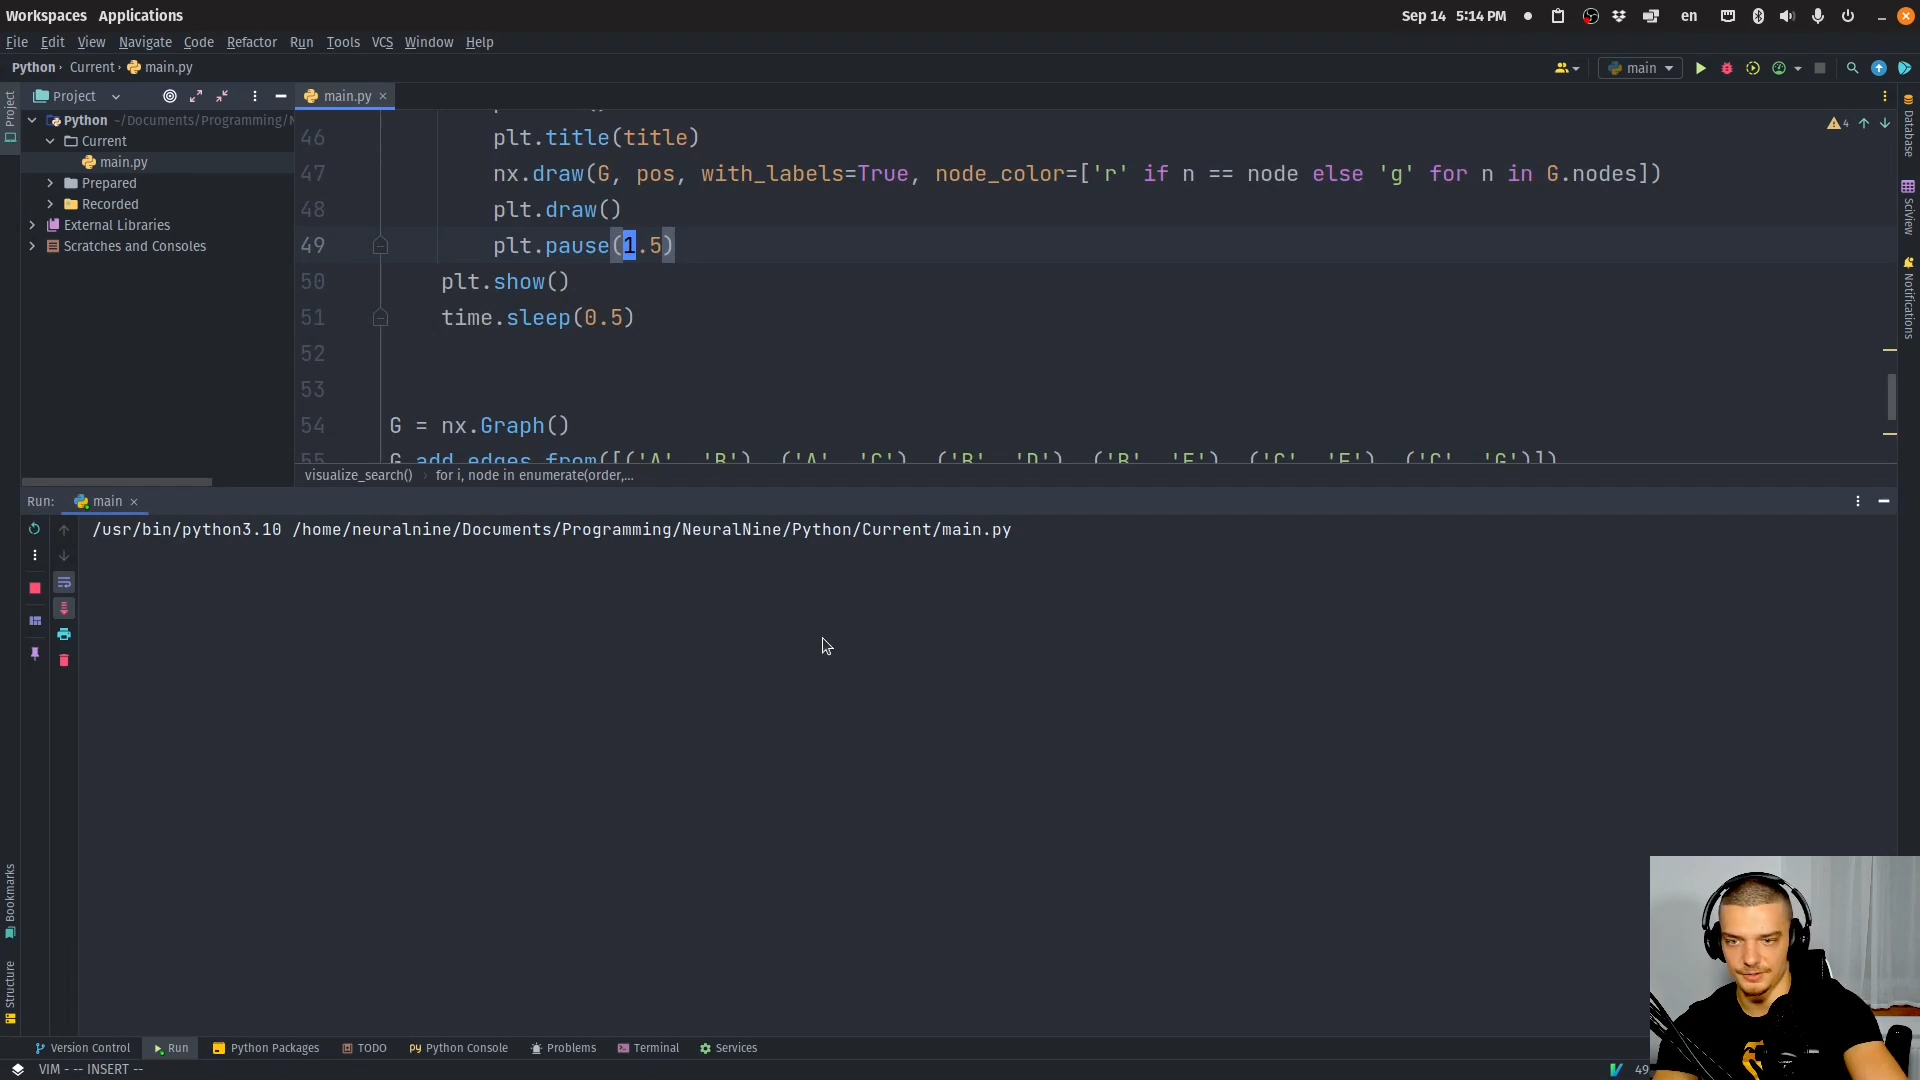 Workspaces Applications Sep 14 5:14 PM en
File Edit View Navigate Code Refactor Run Tools VCS Window Help
Python › Current › main.py main
Project main.py
Python ~/Documents/Programming/
Current
main.py
Prepared
Recorded
External Libraries
Scratches and Consoles
46 plt.title(title)
47 nx.draw(G, pos, with_labels=True, node_color=['r' if n == node else 'g' for n in G.nodes])
48 plt.draw()
49 plt.pause(1.5)
50 plt.show()
51 time.sleep(0.5)
52
53
54 G = nx.Graph()
55 G.add_edges_from([('A', 'B'), ('A', 'C'), ('B', 'D'), ('B', 'E'), ('C', 'F'), ('C', 'G')])
4
visualize_search() › for i, node in enumerate(order,...
Run: main
/usr/bin/python3.10 /home/neuralnine/Documents/Programming/NeuralNine/Python/Current/main.py
Project
Bookmarks
Structure
Database
SciView
Notifications
Version Control Run Python Packages TODO Python Console Problems Terminal Services
VIM - -- INSERT -- 49